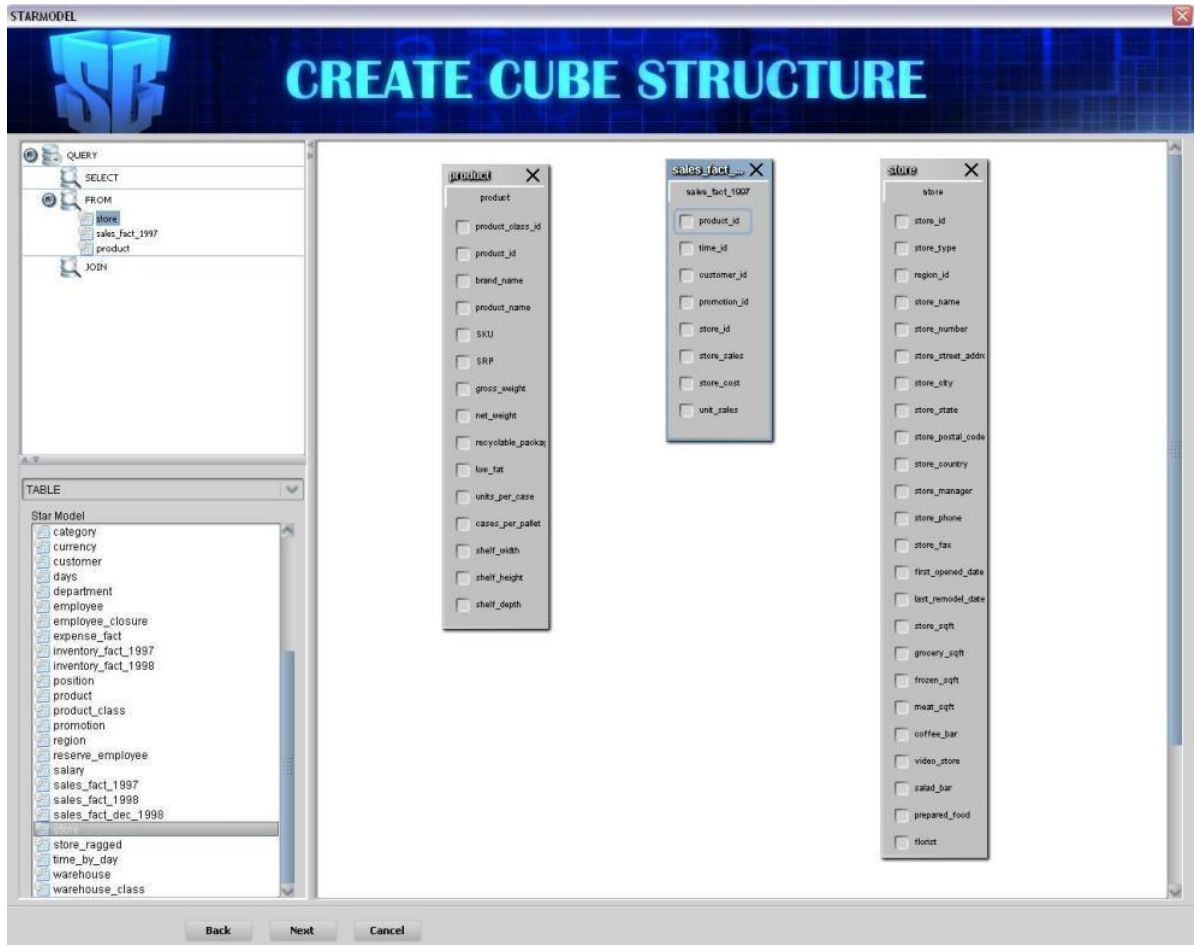 STARMODEL
SB
CREATE CUBE STRUCTURE
QUERY
SELECT
FROM
store
sales_fact_1997
product
JOIN
TABLE
Star Model
category
currency
customer
days
department
employee
employee_closure
expense_fact
inventory_fact_1997
inventory_fact_1998
position
product
product_class
promotion
region
reserve_employee
salary
sales_fact_1997
sales_fact_1998
sales_fact_dec_1998
store
store_ragged
time_by_day
warehouse
warehouse_class
product
product
product_class_id
product_id
brand_name
product_name
SKU
SRP
gross_weight
net_weight
recyclable_packa
low_fat
units_per_case
cases_per_pallet
shelf_width
shelf_height
shelf_depth
sales_fact_...
sales_fact_1997
product_id
time_id
customer_id
promotion_id
store_id
store_sales
store_cost
unit_sales
store
store
store_id
store_type
region_id
store_name
store_number
store_street_addre
store_city
store_state
store_postal_code
store_country
store_manager
store_phone
store_fax
first_opened_date
last_remodel_date
store_sqft
grocery_sqft
frozen_sqft
meat_sqft
coffee_bar
video_store
salad_bar
prepared_food
florist
Back Next Cancel